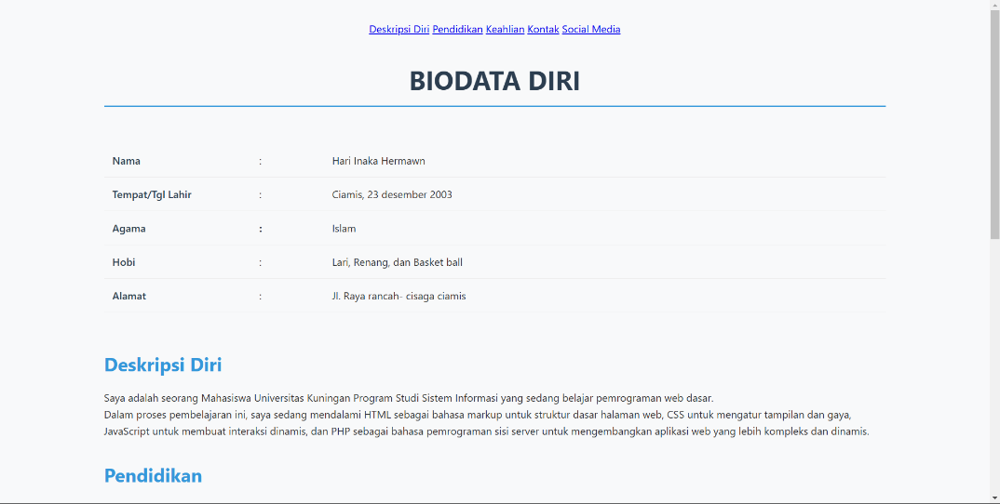 Deskripsi Diri Pendidikan Keahlian Kontak Social Media
BIODATA DIRI
Nama : Hari Inaka Hermawn
Tempat/Tgl Lahir : Ciamis, 23 desember 2003
Agama : Islam
Hobi : Lari, Renang, dan Basket ball
Alamat : Jl. Raya rancah- cisaga ciamis
Deskripsi Diri
Saya adalah seorang Mahasiswa Universitas Kuningan Program Studi Sistem Informasi yang sedang belajar pemrograman web dasar.
Dalam proses pembelajaran ini, saya sedang mendalami HTML sebagai bahasa markup untuk struktur dasar halaman web, CSS untuk mengatur tampilan dan gaya,
JavaScript untuk membuat interaksi dinamis, dan PHP sebagai bahasa pemrograman sisi server untuk mengembangkan aplikasi web yang lebih kompleks dan dinamis.
Pendidikan